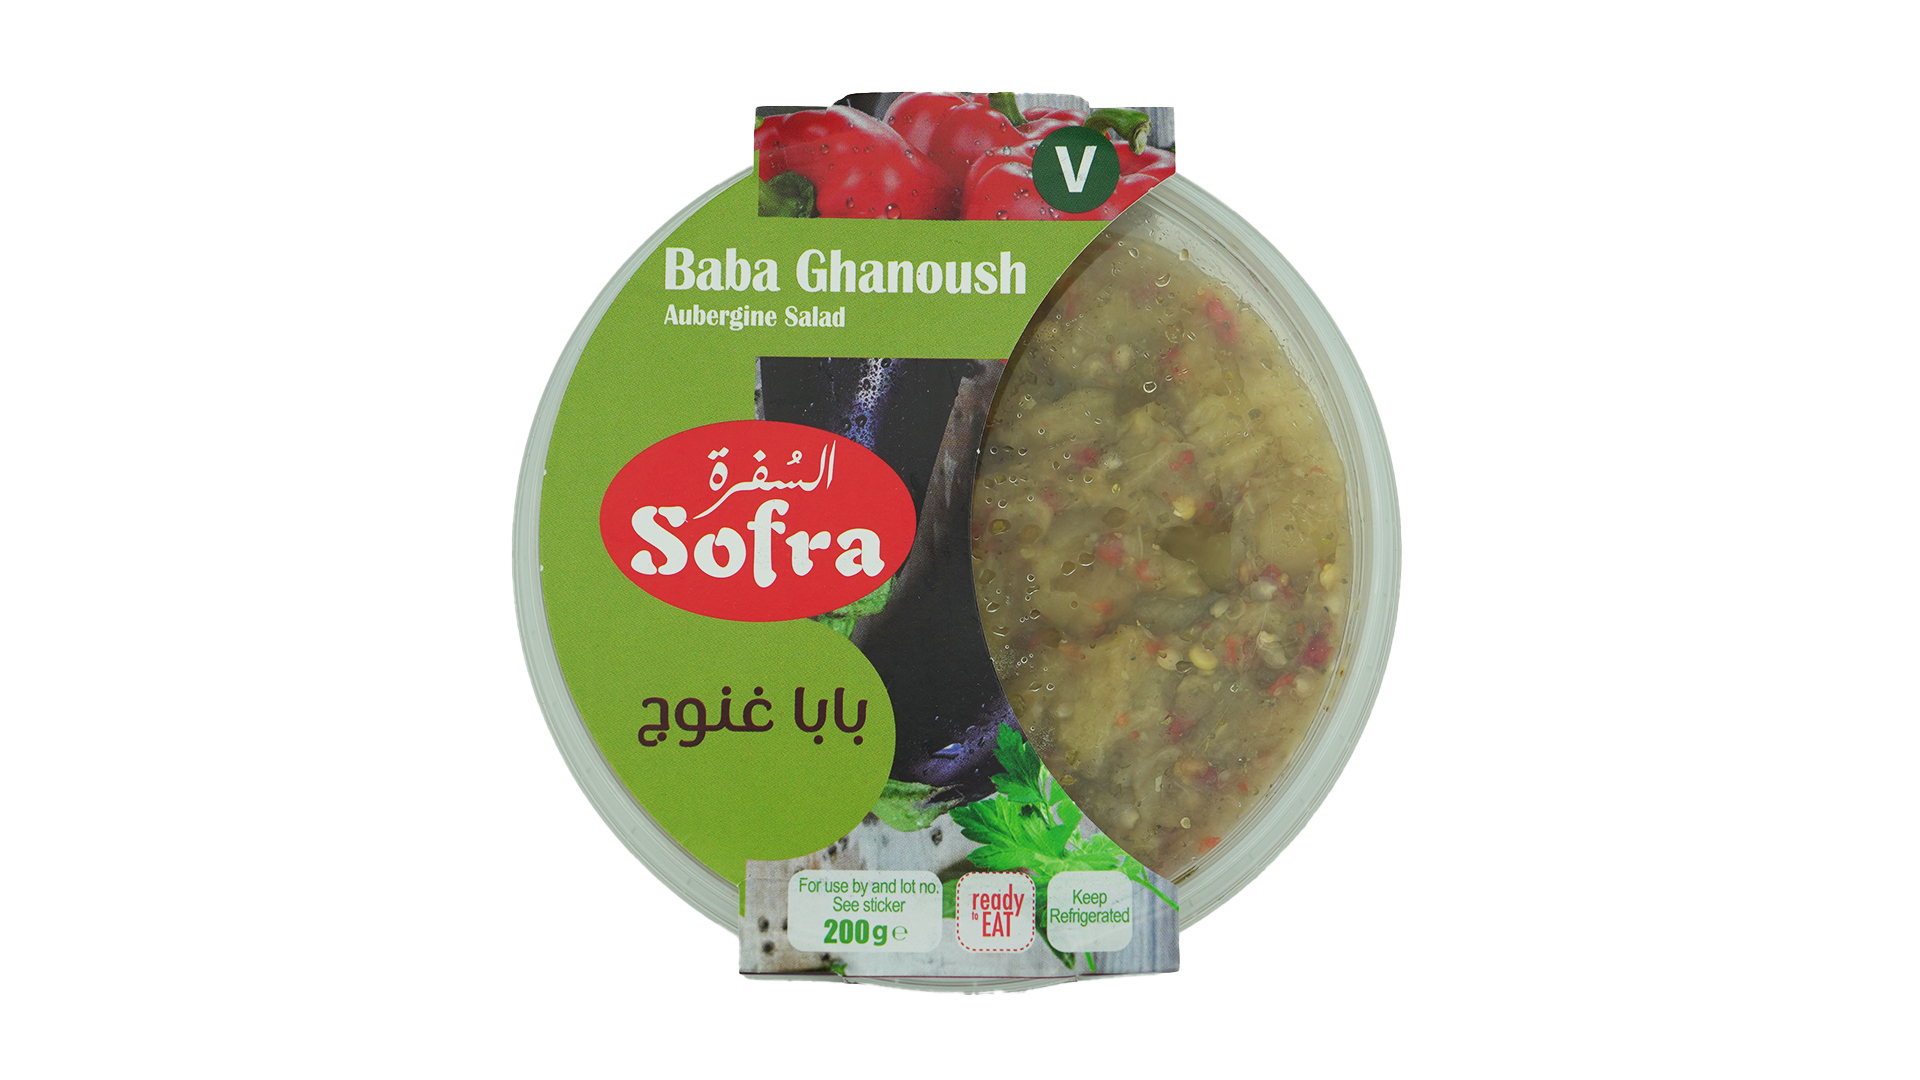 V
Baba Ghanoush
Aubergine Salad
السُفرة
Sofra
بابا غنوج
For use by and lot no.
See sticker
200g ℮
ready
to EAT
Keep
Refrigerated